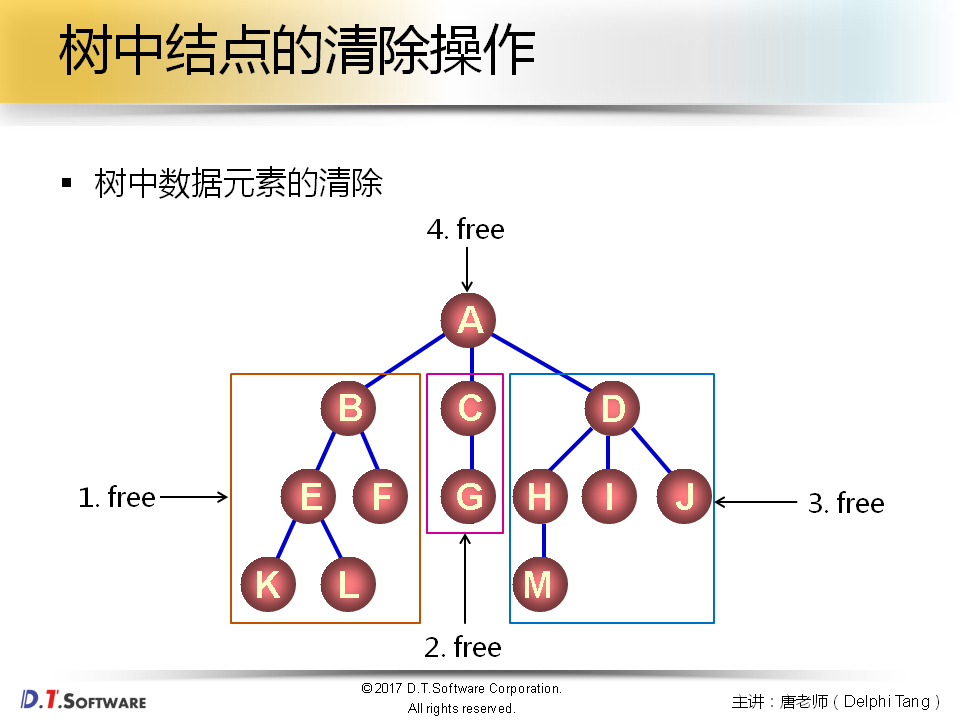 树中结点的清除操作
▪ 树中数据元素的清除
4. free
A
B C D
1. free
E F G H I J
3. free
K L M
2. free
D.T.SOFTWARE
©2017 D.T.Software Corporation.
All rights reserved.
主讲：唐老师（Delphi Tang）